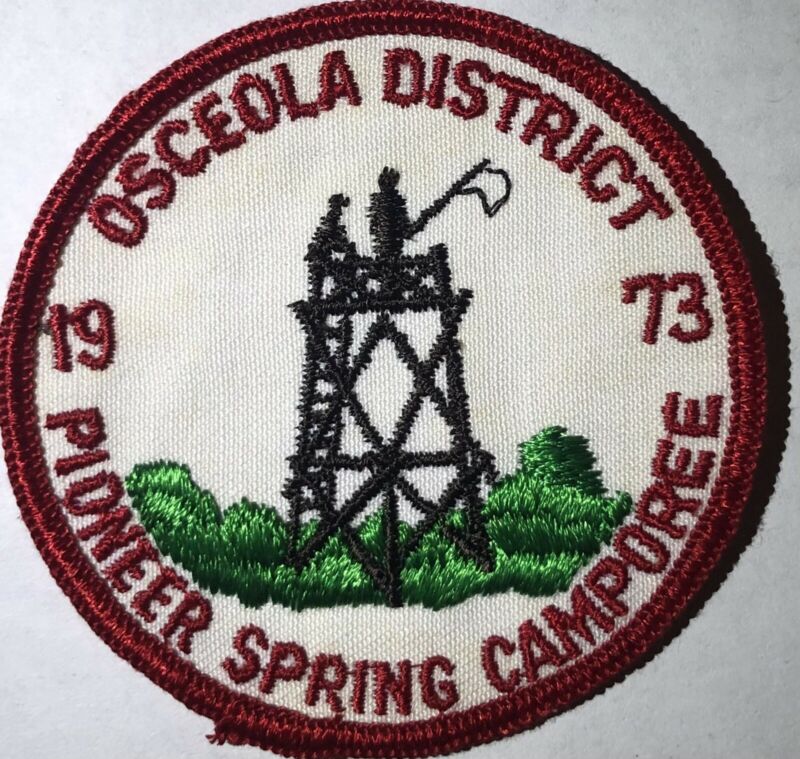 OSCEOLA DISTRICT
19 73
PIONEER SPRING CAMPOREE